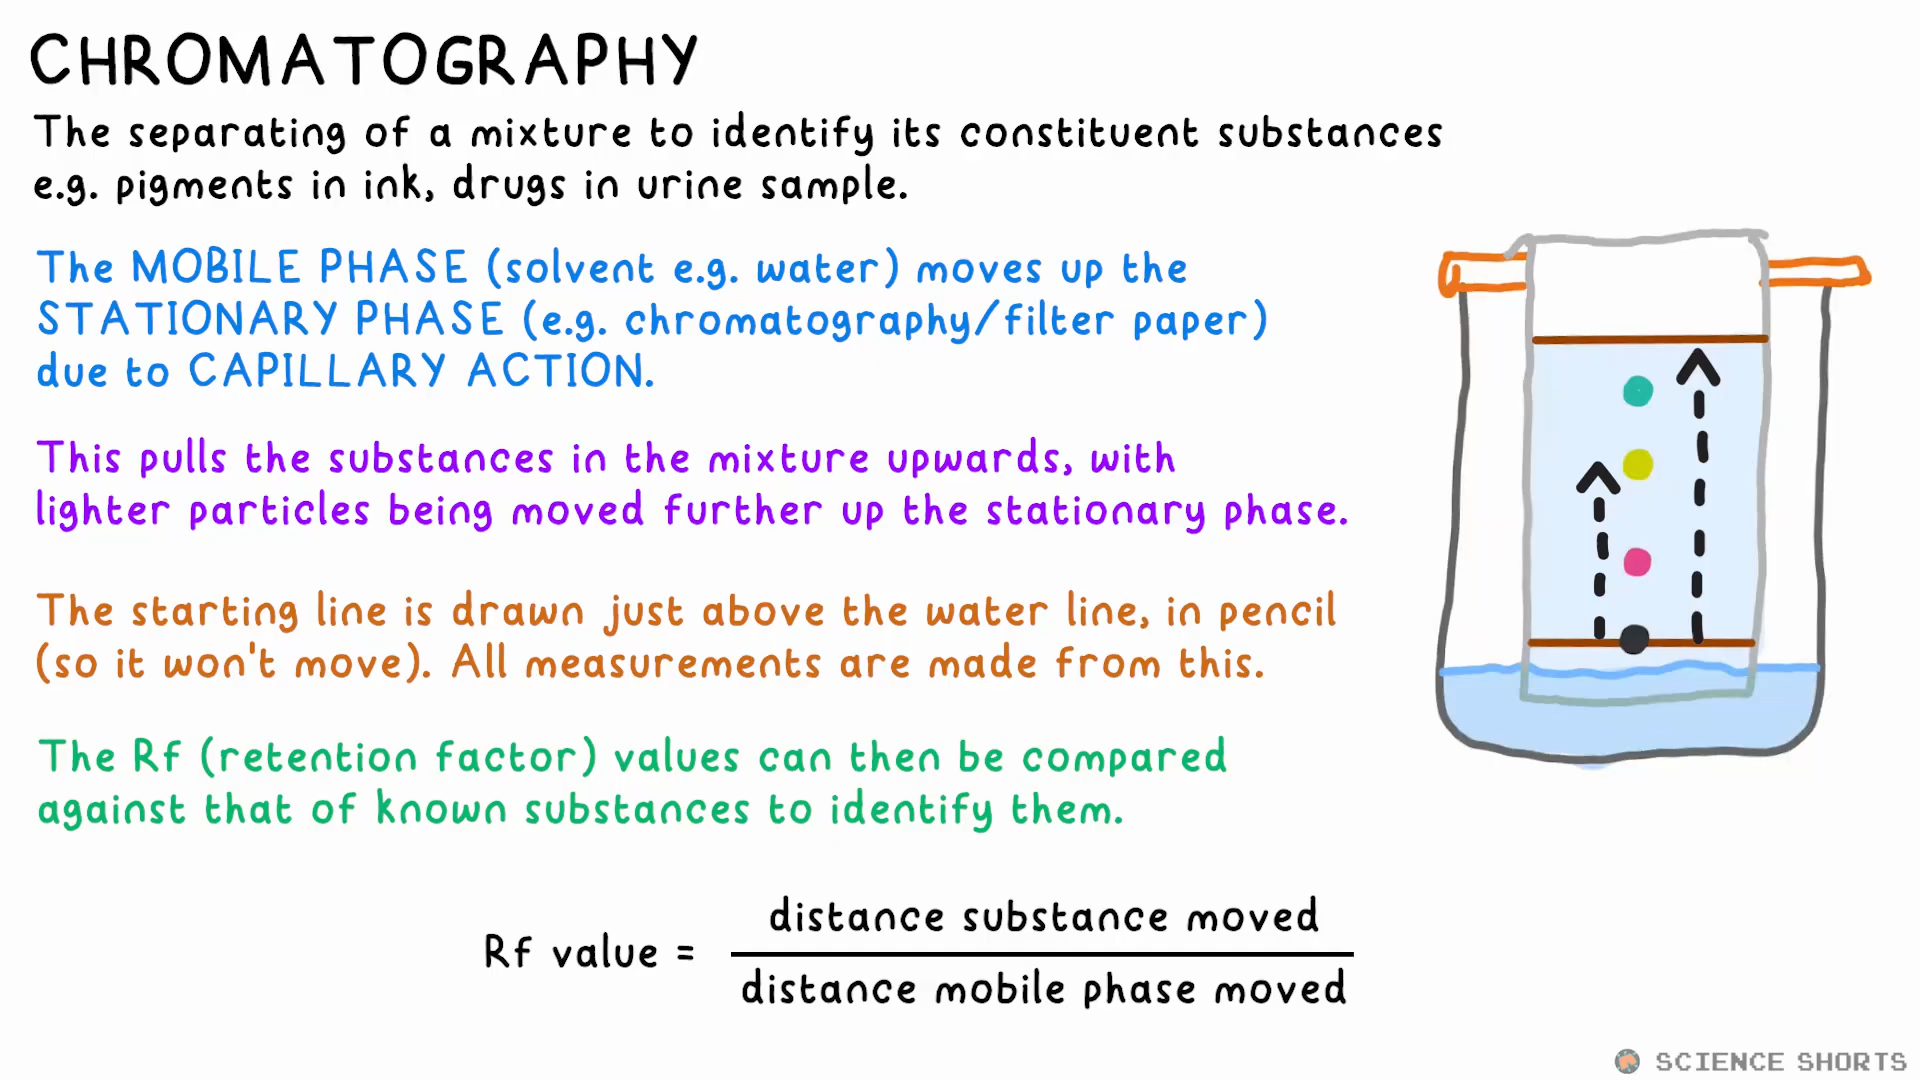 CHROMATOGRAPHY
The separating of a mixture to identify its constituent substances
e.g. pigments in ink, drugs in urine sample.
The MOBILE PHASE (solvent e.g. water) moves up the
STATIONARY PHASE (e.g. chromatography/filter paper)
due to CAPILLARY ACTION.
This pulls the substances in the mixture upwards, with
lighter particles being moved further up the stationary phase.
The starting line is drawn just above the water line, in pencil
(so it won't move). All measurements are made from this.
The Rf (retention factor) values can then be compared
against that of known substances to identify them.
distance substance moved
Rf value =
distance mobile phase moved
SCIENCE SHORTS